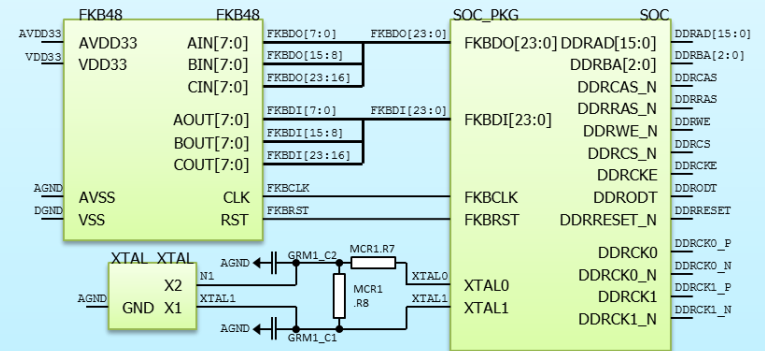 FKB48 FKB48 SOC_PKG SOC
AVDD33 AVDD33 AIN[7:0] FKBDO[7:0] FKBDO[23:0] FKBDO[23:0] DDRAD[15:0] DDRAD[15:0]
VDD33 VDD33 BIN[7:0] FKBDO[15:8] DDRBA[2:0] DDRBA[2:0]
CIN[7:0] FKBDO[23:16] DDRCAS_N DDRCAS
DDRRAS_N DDRRAS
AOUT[7:0] FKBDI[7:0] FKBDI[23:0] FKBDI[23:0] DDRWE_N DDRWE
BOUT[7:0] FKBDI[15:8] DDRCS_N DDRCS
COUT[7:0] FKBDI[23:16] DDRCKE DDRCKE
AGND AVSS CLK FKBCLK FKBCLK DDRODT DDRODT
DGND VSS RST FKBRST FKBRST DDRRESET_N DDRRESET
XTAL XTAL AGND GRM1_C2 MCR1.R7 DDRCK0 DDRCK0_P
X2 N1 XTAL0 XTAL0 DDRCK0_N DDRCK0_N
MCR1
.R8
AGND GND X1 XTAL1 XTAL1 XTAL1 DDRCK1 DDRCK1_P
AGND GRM1_C1 DDRCK1_N DDRCK1_N